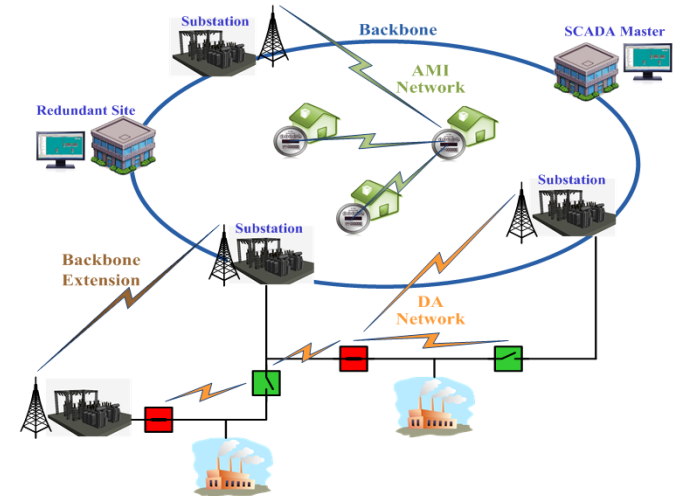 Substation
Backbone
SCADA Master
AMI
Network
Redundant Site
Substation
Substation
Backbone
Extension
DA
Network